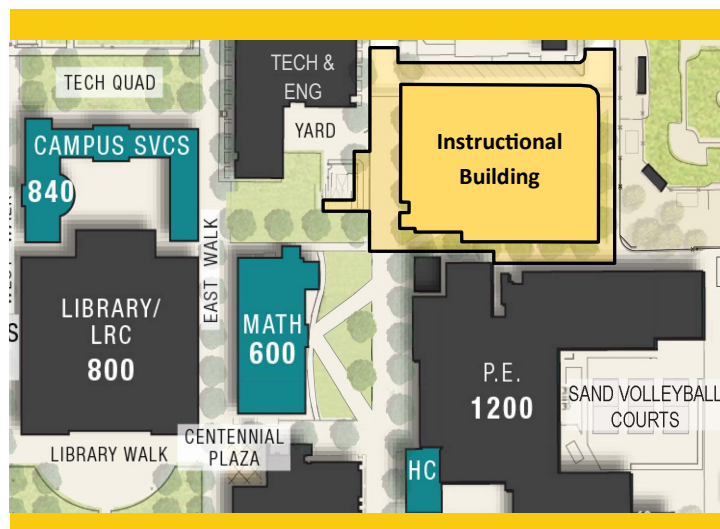 TECH QUAD
TECH &
ENG
YARD
Instructional
Building
CAMPUS SVCS
840
EAST WALK
LIBRARY/
LRC
800
MATH
600
P.E.
1200
SAND VOLLEYBALL
COURTS
LIBRARY WALK
CENTENNIAL
PLAZA
HC
S